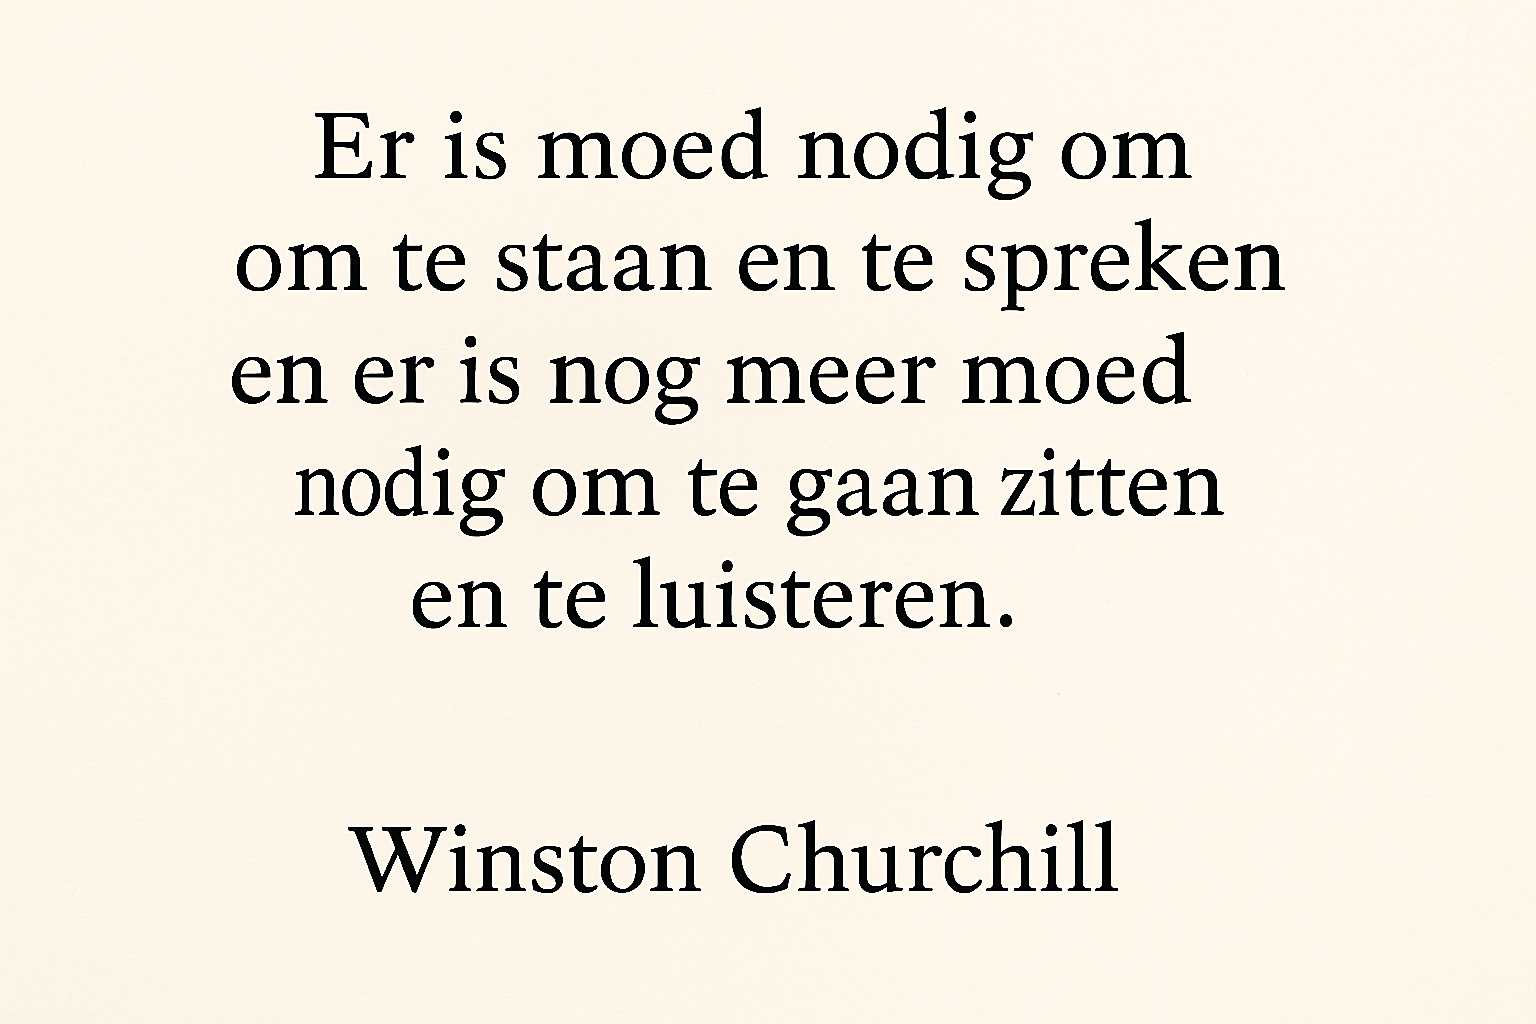 Er is moed nodig om
om te staan en te spreken
en er is nog meer moed
nodig om te gaan zitten
en te luisteren.
Winston Churchill